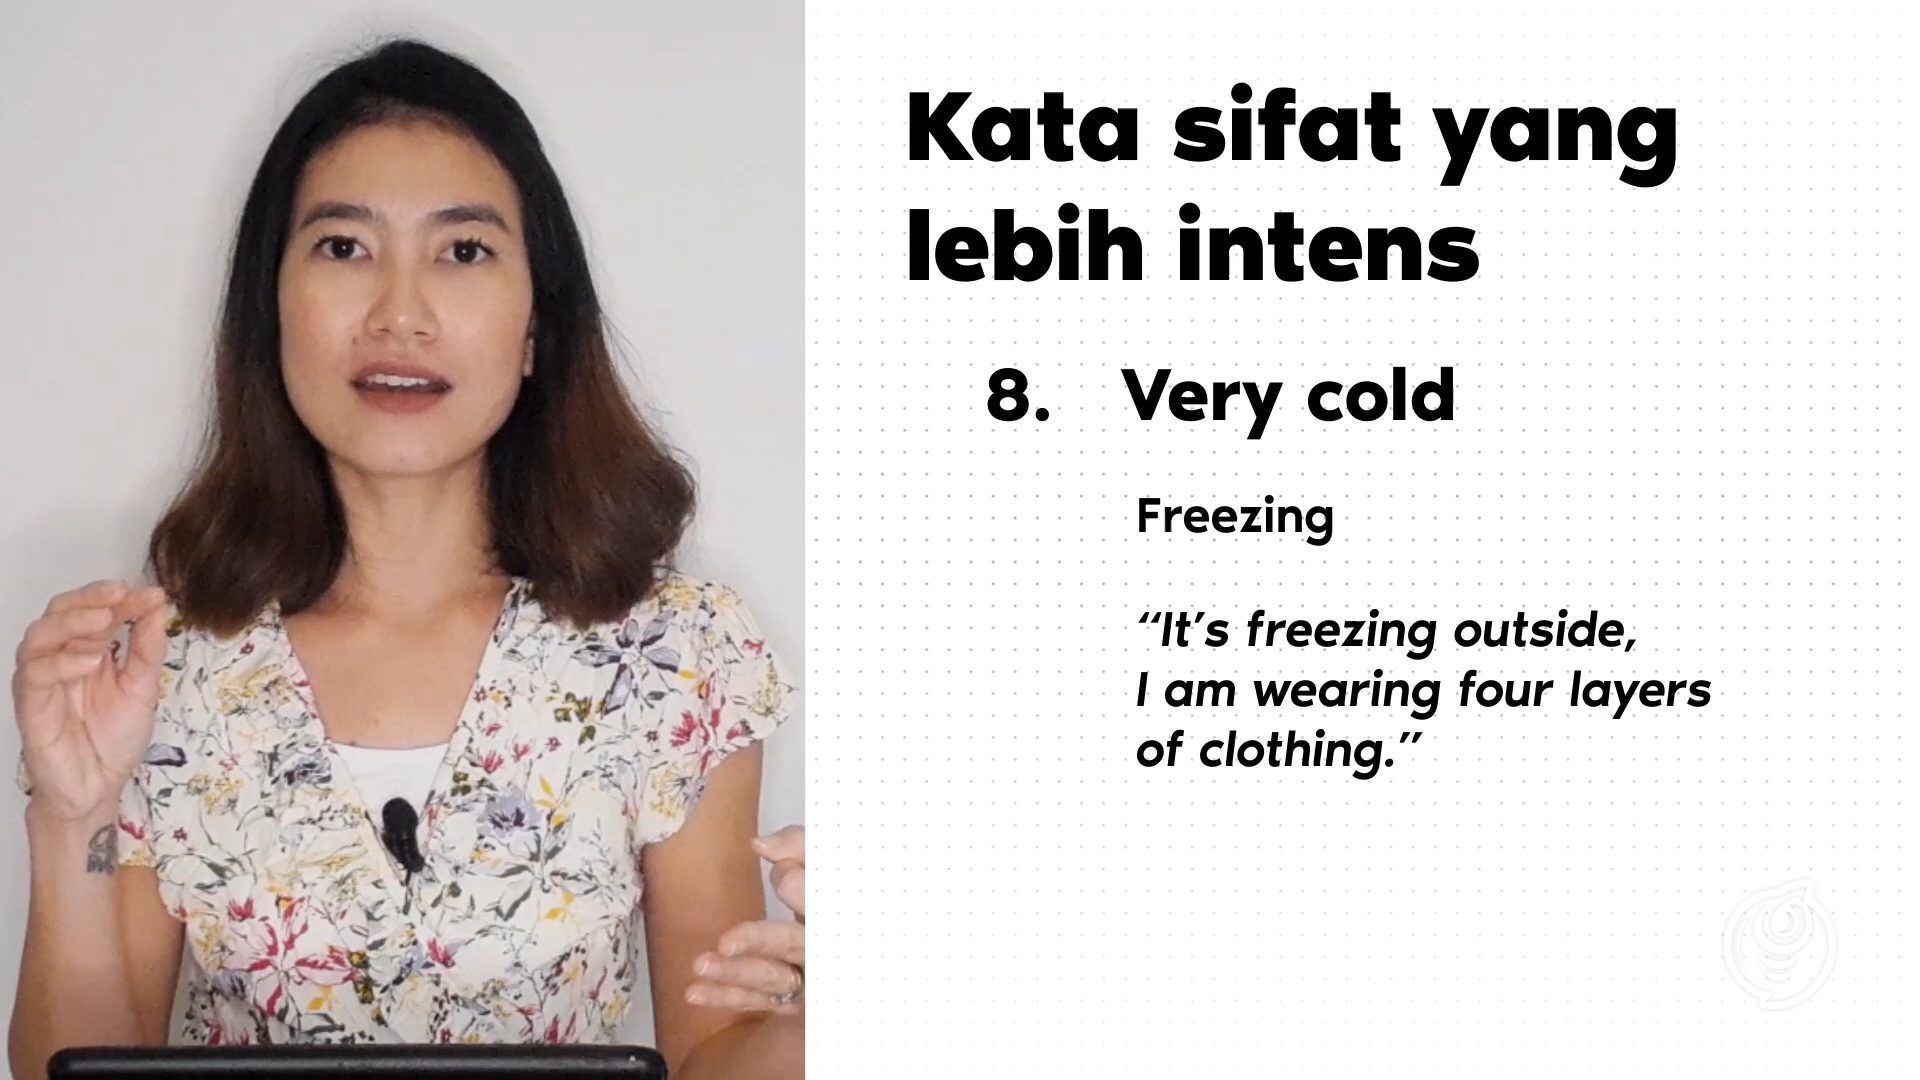 Kata sifat yang
lebih intens
8. Very cold
Freezing
“It’s freezing outside,
I am wearing four layers
of clothing.”